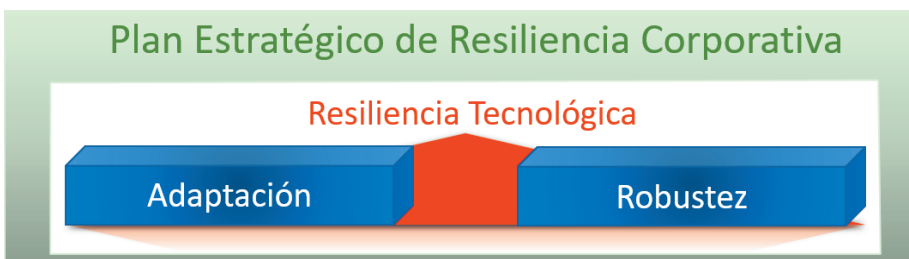 Plan Estratégico de Resiliencia Corporativa
Resiliencia Tecnológica
Adaptación
Robustez